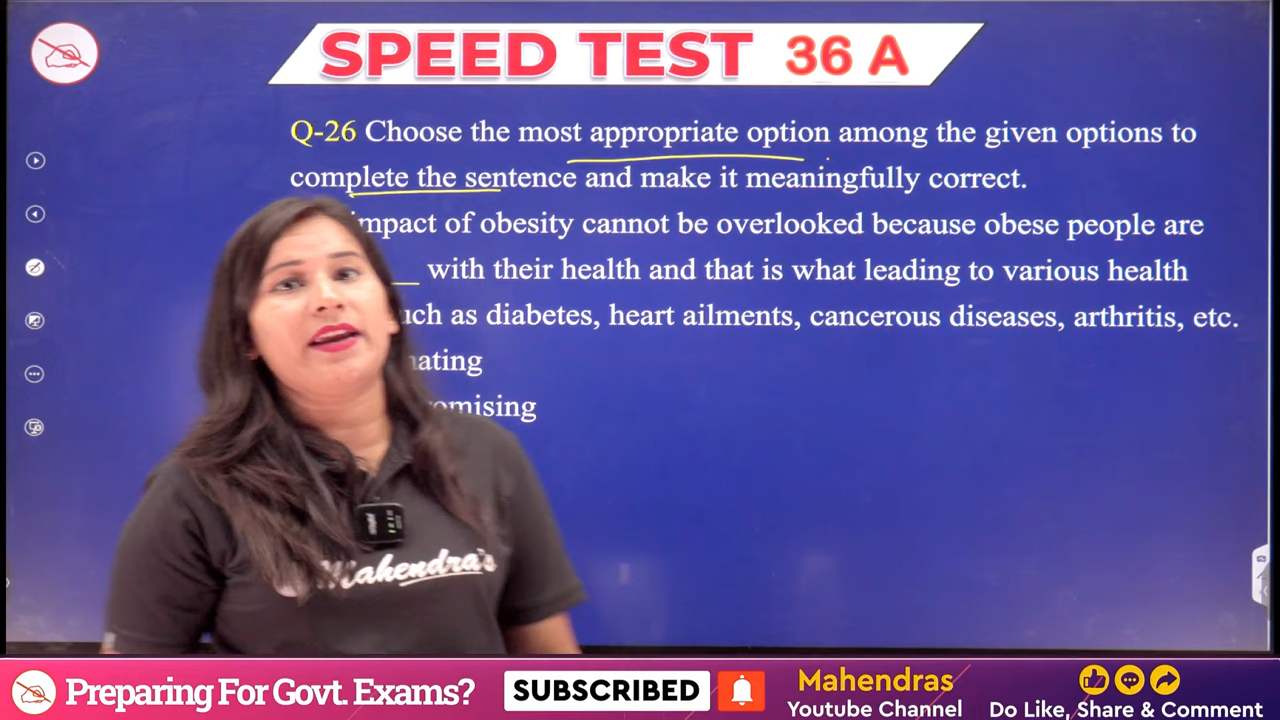 SPEED TEST 36 A
Q-26 Choose the most appropriate option among the given options to
complete the sentence and make it meaningfully correct.
impact of obesity cannot be overlooked because obese people are
__ with their health and that is what leading to various health
as diabetes, heart ailments, cancerous diseases, arthritis, etc.
Mahendra's
Preparing For Govt. Exams?
SUBSCRIBED
Mahendras
Youtube Channel
Do Like, Share & Comment